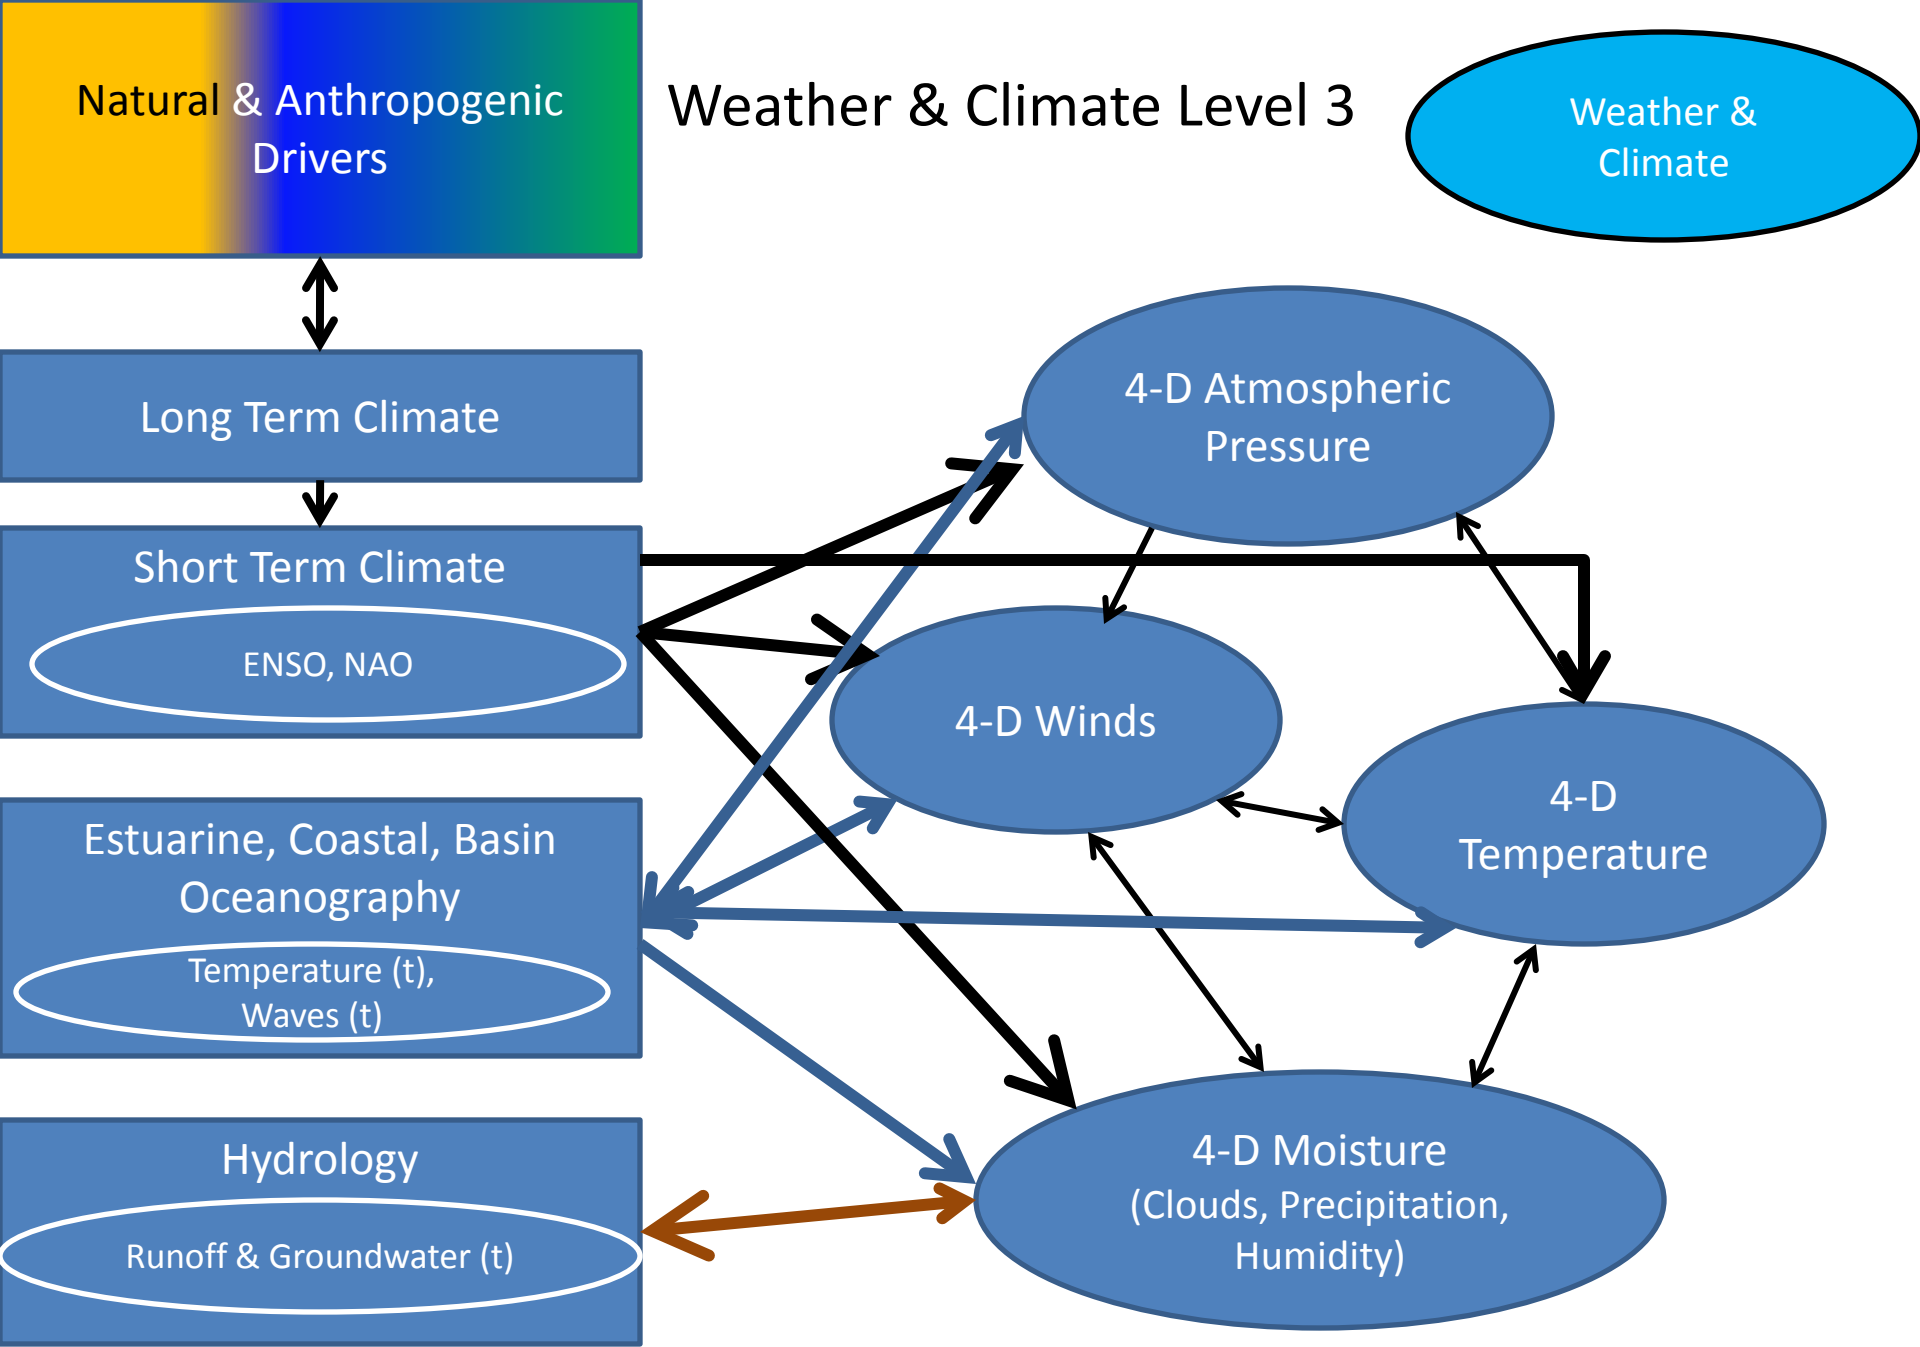 Natural & Anthropogenic
Drivers
Weather & Climate Level 3
Weather &
Climate
Long Term Climate
Short Term Climate
ENSO, NAO
Estuarine, Coastal, Basin
Oceanography
Temperature (t),
Waves (t)
Hydrology
Runoff & Groundwater (t)
4-D Atmospheric
Pressure
4-D Winds
4-D
Temperature
4-D Moisture
(Clouds, Precipitation,
Humidity)